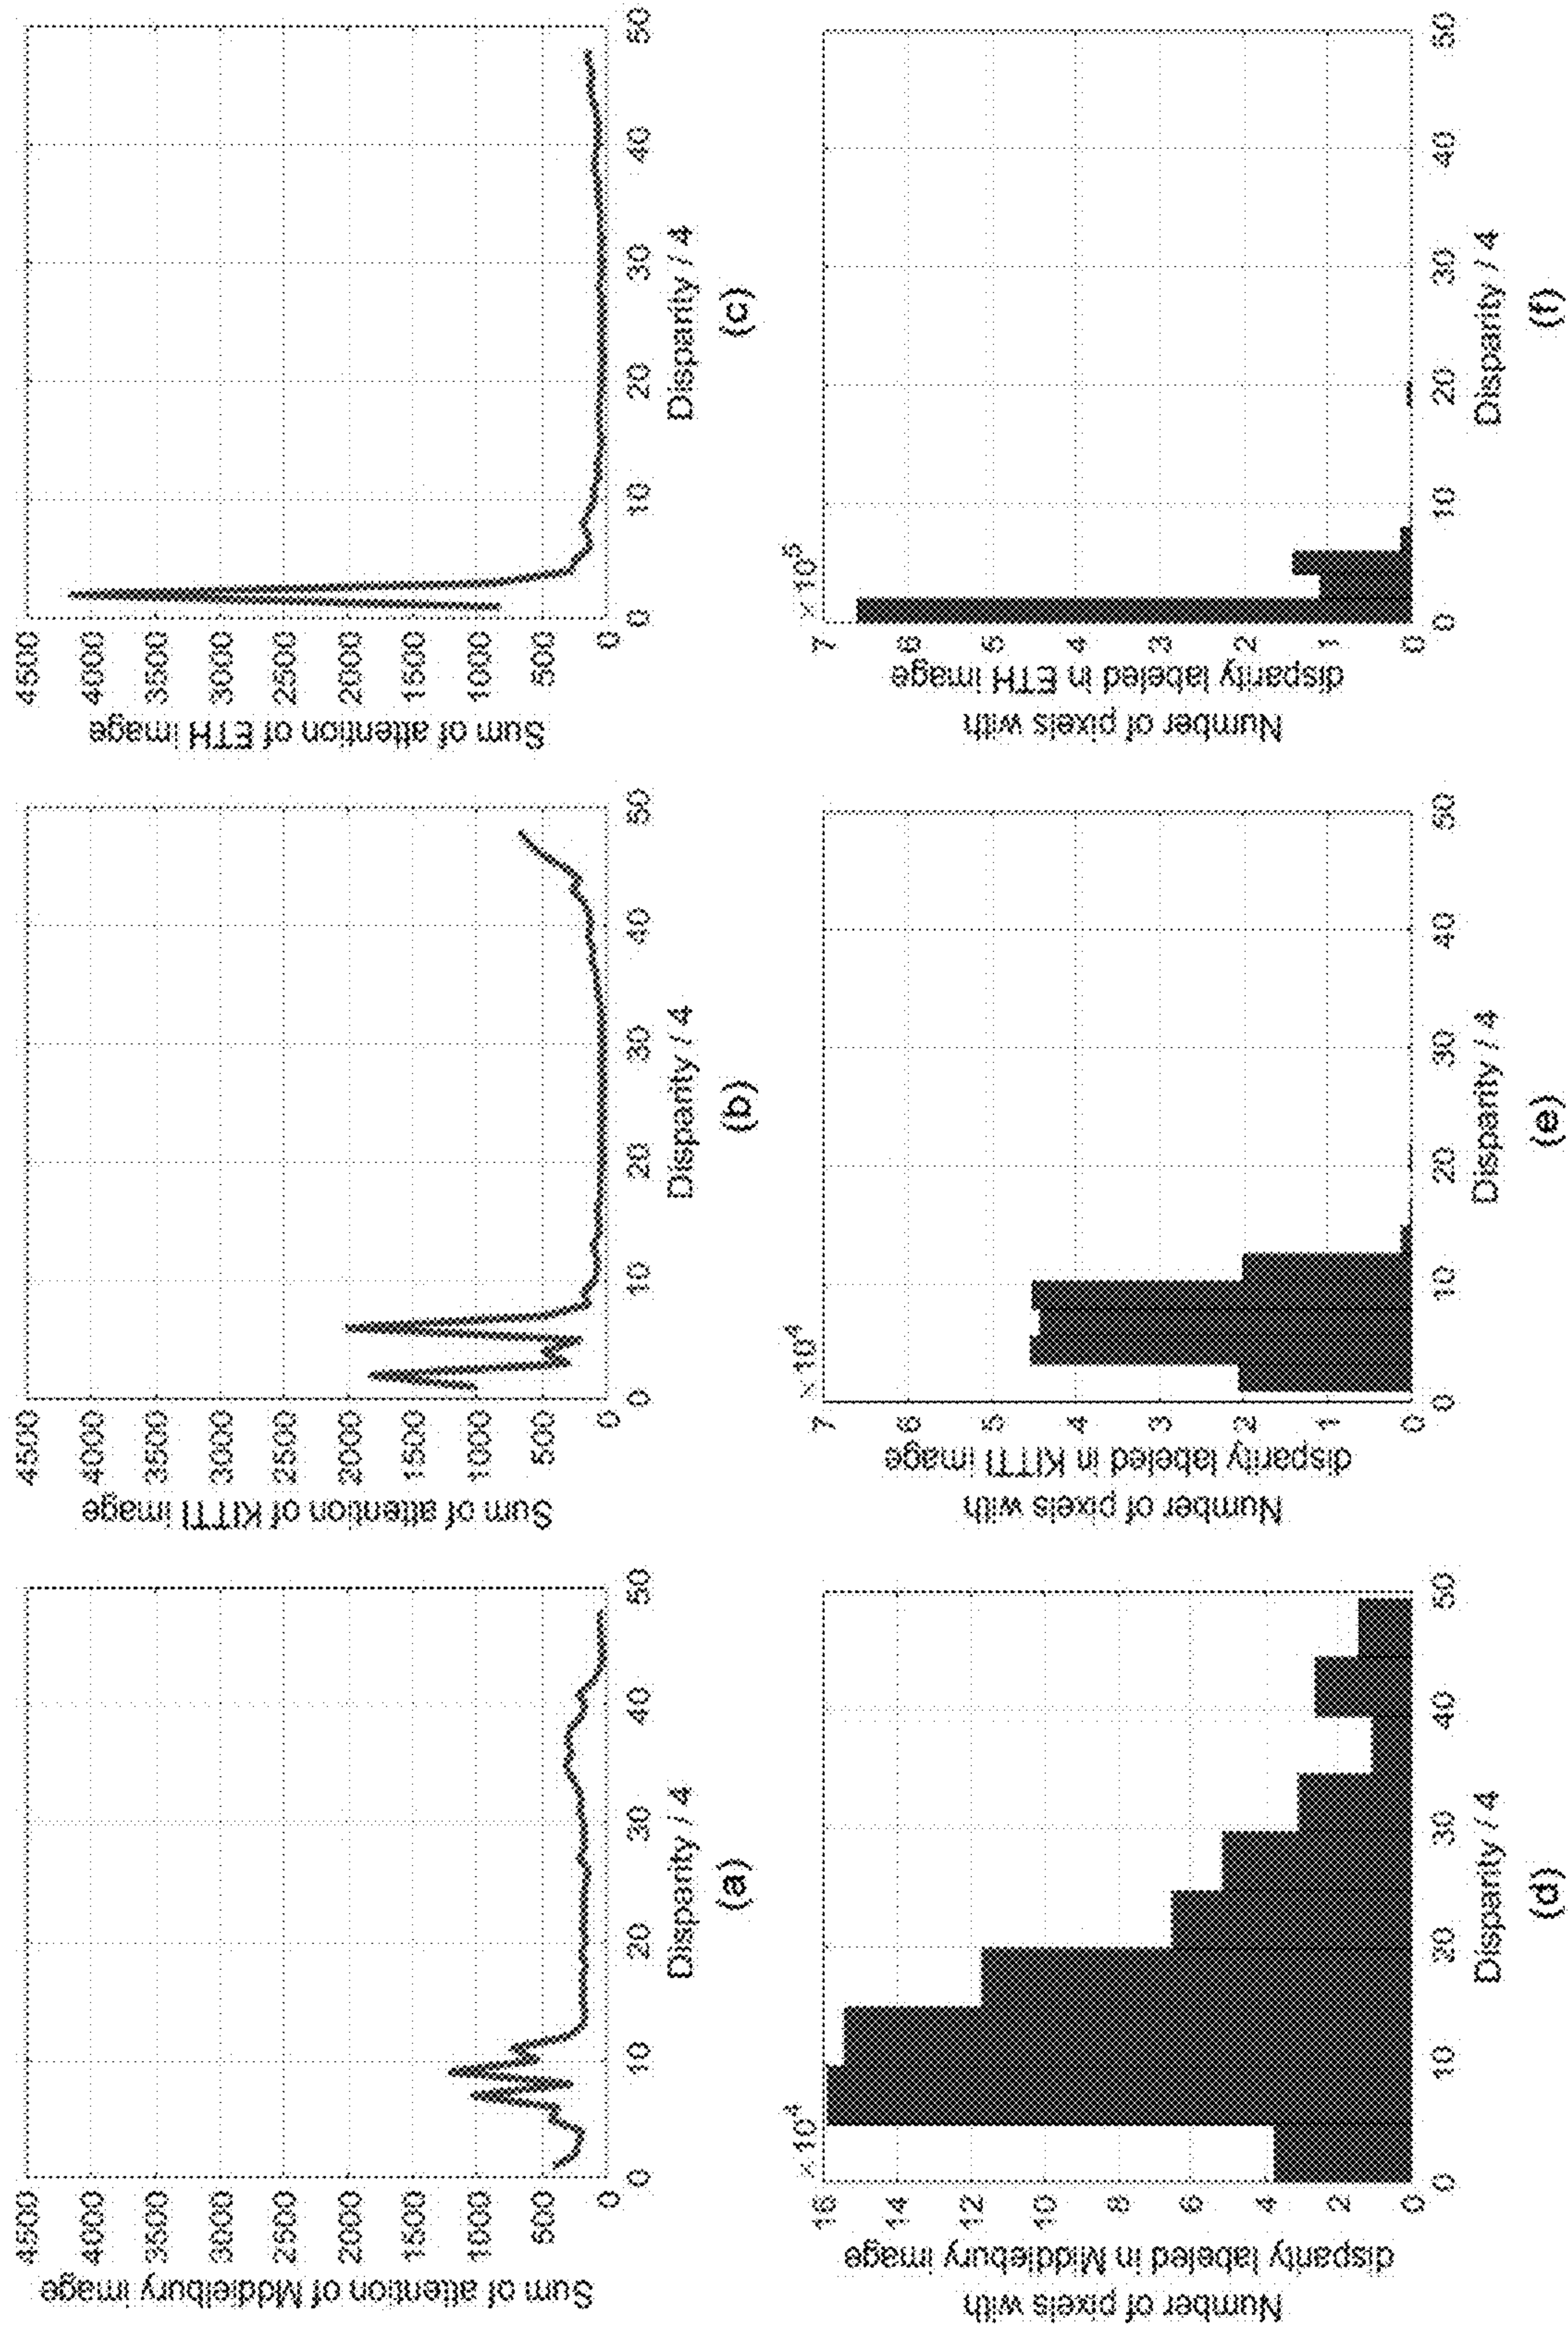 4500
4000
3500
3000
2500
2000
1500
1000
500
0
Sum of attention of Middlebury image
0 10 20 30 40 50
Disparity / 4
(a)
4500
4000
3500
3000
2500
2000
1500
1000
500
0
Sum of attention of KITTI image
0 10 20 30 40 50
Disparity / 4
(b)
4500
4000
3500
3000
2500
2000
1500
1000
500
0
Sum of attention of ETH image
0 10 20 30 40 50
Disparity / 4
(c)
×10⁴
16
14
12
10
8
6
4
2
0
Number of pixels with
disparity labeled in Middlebury image
0 10 20 30 40 50
Disparity / 4
(d)
×10⁴
7
6
5
4
3
2
1
0
Number of pixels with
disparity labeled in KITTI image
0 10 20 30 40 50
Disparity / 4
(e)
×10⁵
7
6
5
4
3
2
1
0
Number of pixels with
disparity labeled in ETH image
0 10 20 30 40 50
Disparity / 4
(f)